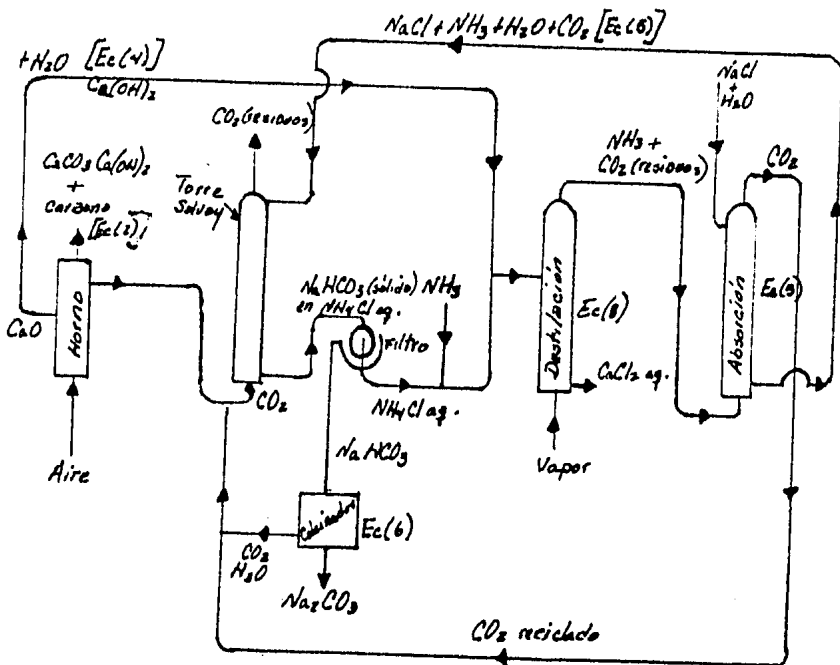 NaCl + NH3 + H2O + CO2 [Ec(5)]
+H2O [Ec(4)]
Ca(OH)2
NaCl
+
H2O
CO2 (residuos)
NH3 +
CO2 (residuos)
CO2
CaCO3 Ca(OH)2
+
Carbono
Torre
Solvay
NaHCO3 (sólido)
en NH4Cl aq.
NH3
Horno
Filtro
Destilación
Ec(8)
Absorción
CaO
CaCl2 aq.
CO2
NH4Cl aq.
NaHCO3
Aire
Vapor
Calcinador
Ec(6)
CO2
H2O
Na2CO3
CO2 reciclado